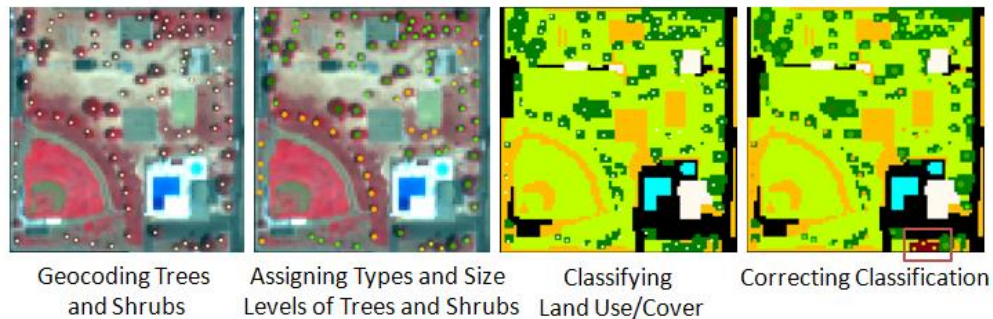 Geocoding Trees
and Shrubs
Assigning Types and Size
Levels of Trees and Shrubs
Classifying
Land Use/Cover
Correcting Classification